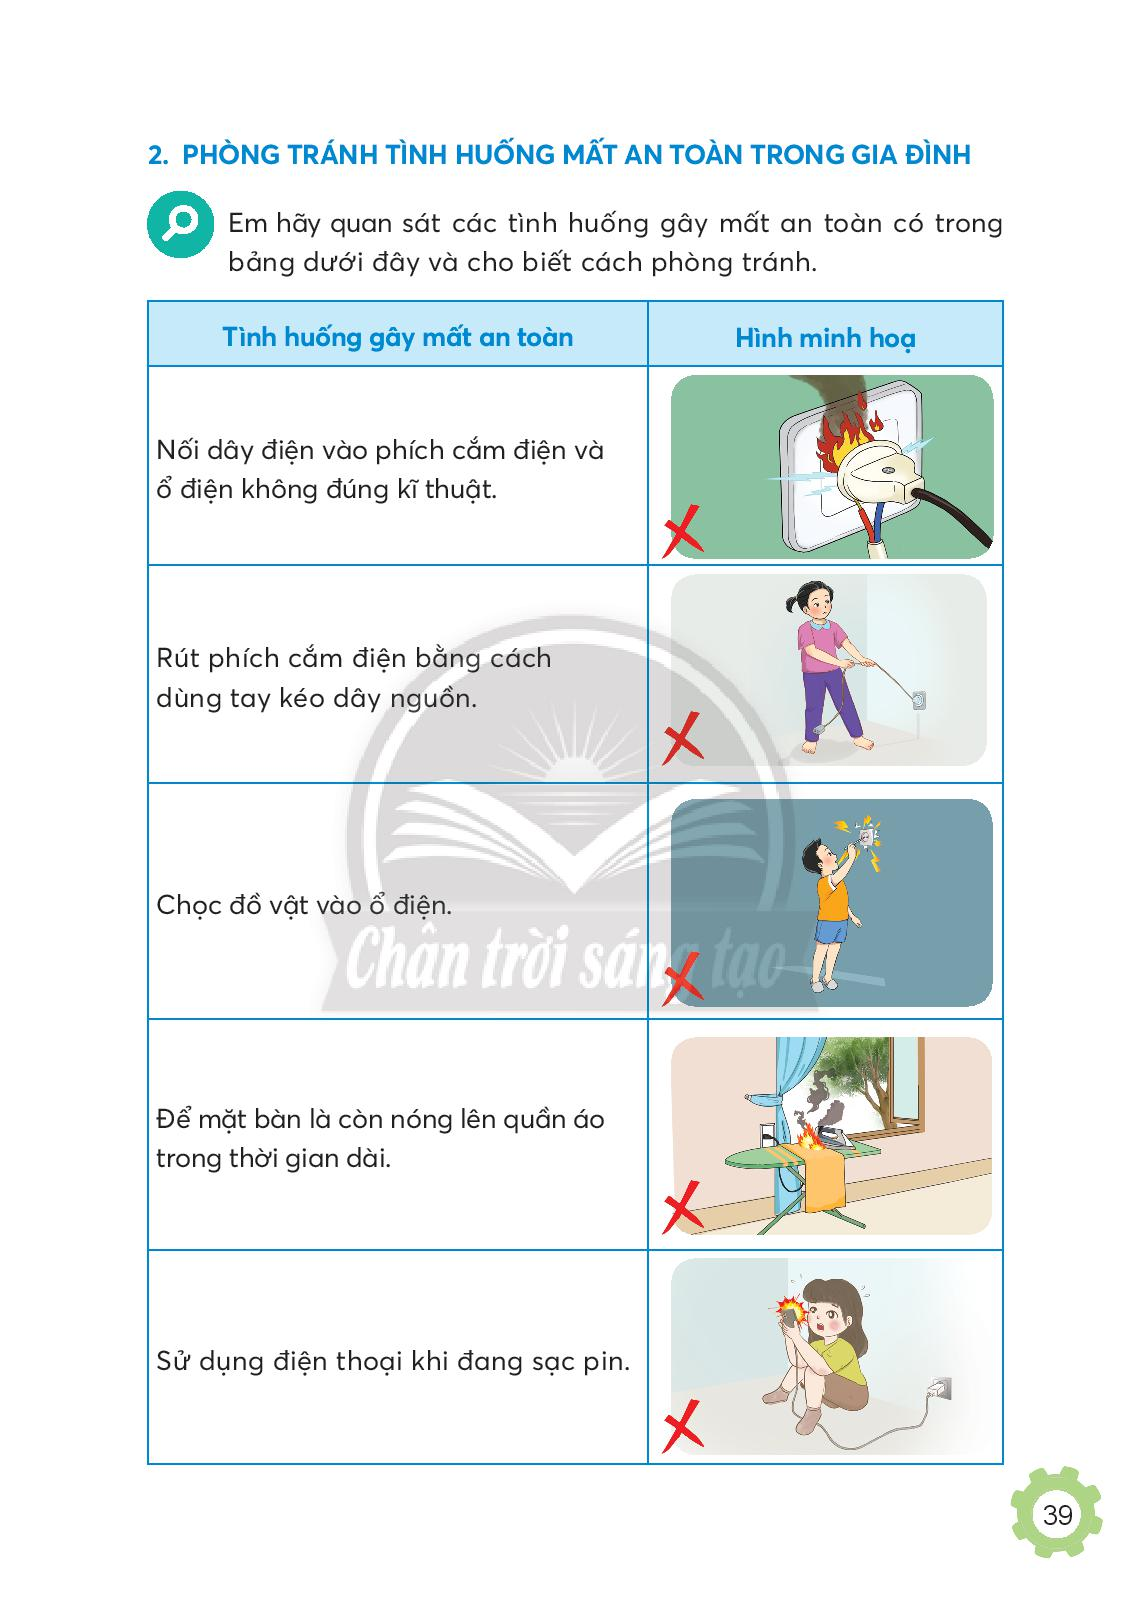 2. PHÒNG TRÁNH TÌNH HUỐNG MẤT AN TOÀN TRONG GIA ĐÌNH
Em hãy quan sát các tình huống gây mất an toàn có trong
bảng dưới đây và cho biết cách phòng tránh.
Tình huống gây mất an toàn
Hình minh hoạ
Nối dây điện vào phích cắm điện và
ổ điện không đúng kĩ thuật.
Rút phích cắm điện bằng cách
dùng tay kéo dây nguồn.
Chọc đồ vật vào ổ điện.
Chân trời sáng tạo
Để mặt bàn là còn nóng lên quần áo
trong thời gian dài.
Sử dụng điện thoại khi đang sạc pin.
39